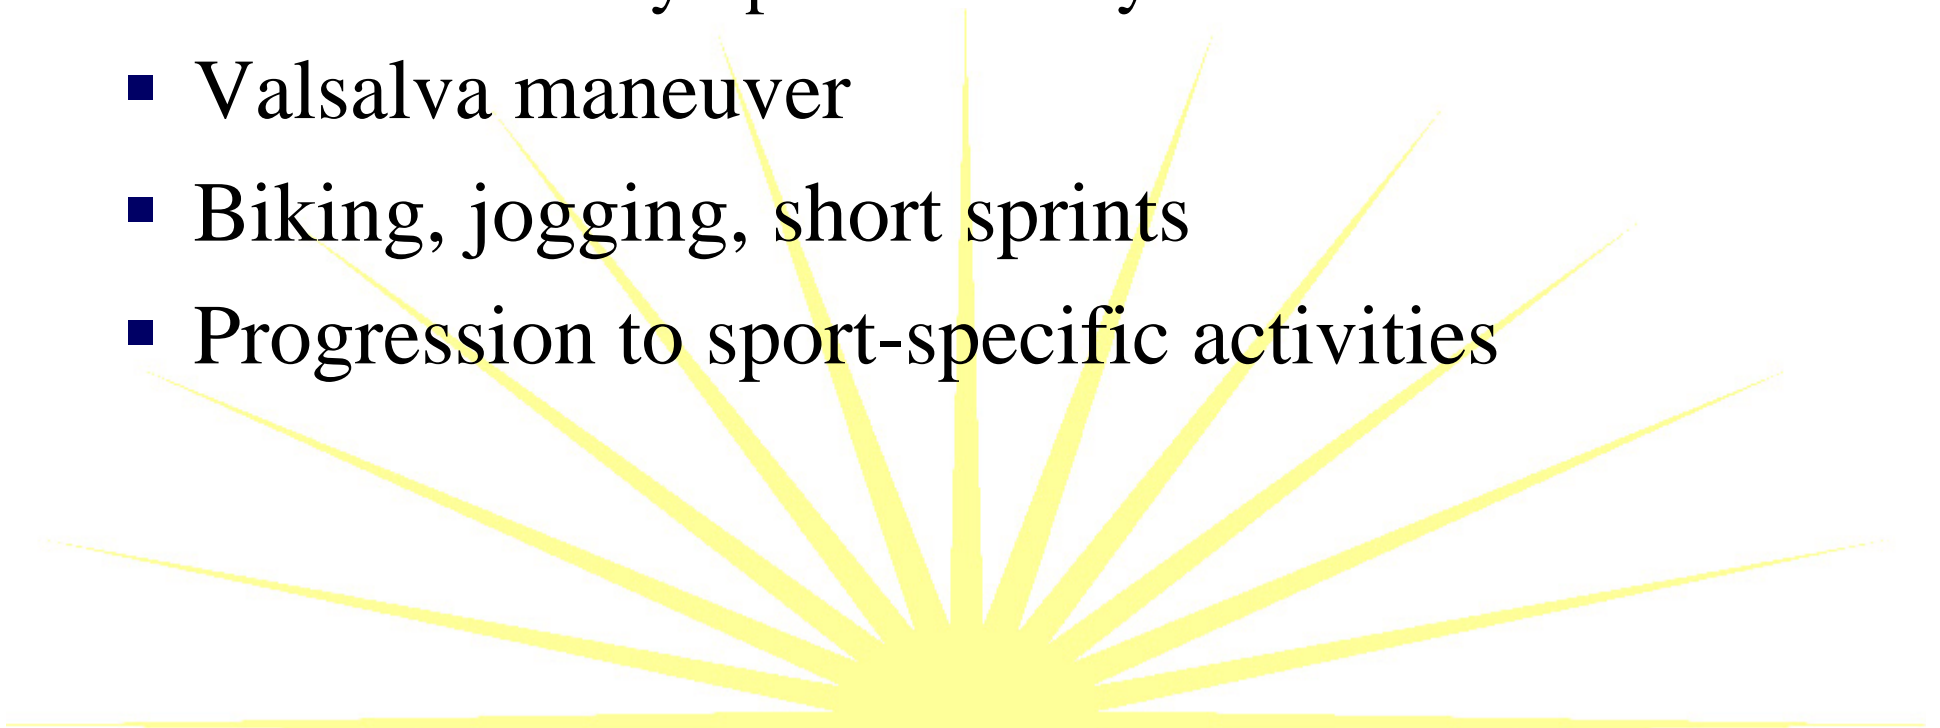 Valsalva maneuver
Biking, jogging, short sprints
Progression to sport-specific activities